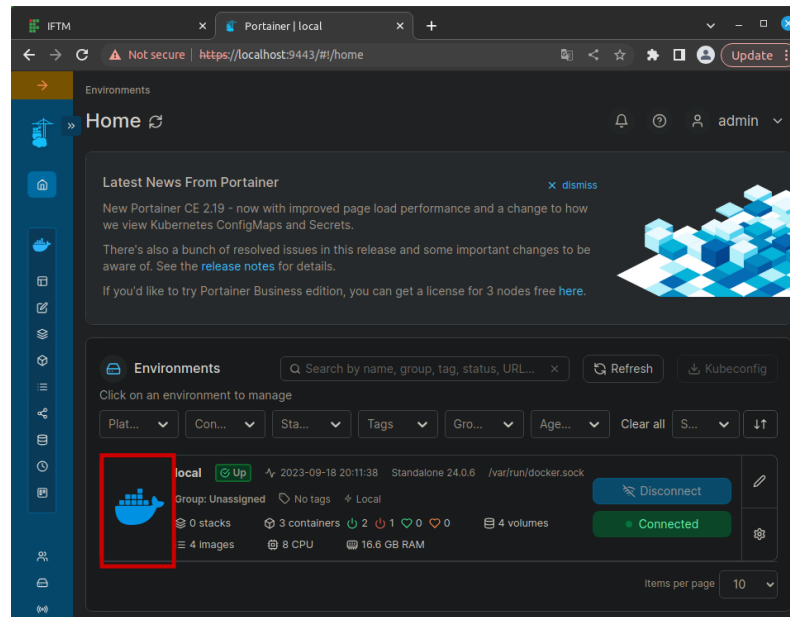 IFTM × Portainer | local × +
Not secure | https://localhost:9443/#!/home Update
Environments
Home admin
Latest News From Portainer × dismiss
New Portainer CE 2.19 - now with improved page load performance and a change to how
we view Kubernetes ConfigMaps and Secrets.
There's also a bunch of resolved issues in this release and some important changes to be
aware of. See the release notes for details.
If you'd like to try Portainer Business edition, you can get a license for 3 nodes free here.
Environments Search by name, group, tag, status, URL... × Refresh Kubeconfig
Click on an environment to manage
Plat... Con... Sta... Tags Gro... Age... Clear all S...
local Up 2023-09-18 20:11:38 Standalone 24.0.6 /var/run/docker.sock
Group: Unassigned No tags Local Disconnect
0 stacks 3 containers 2 1 0 0 4 volumes Connected
4 images 8 CPU 16.6 GB RAM
Items per page 10